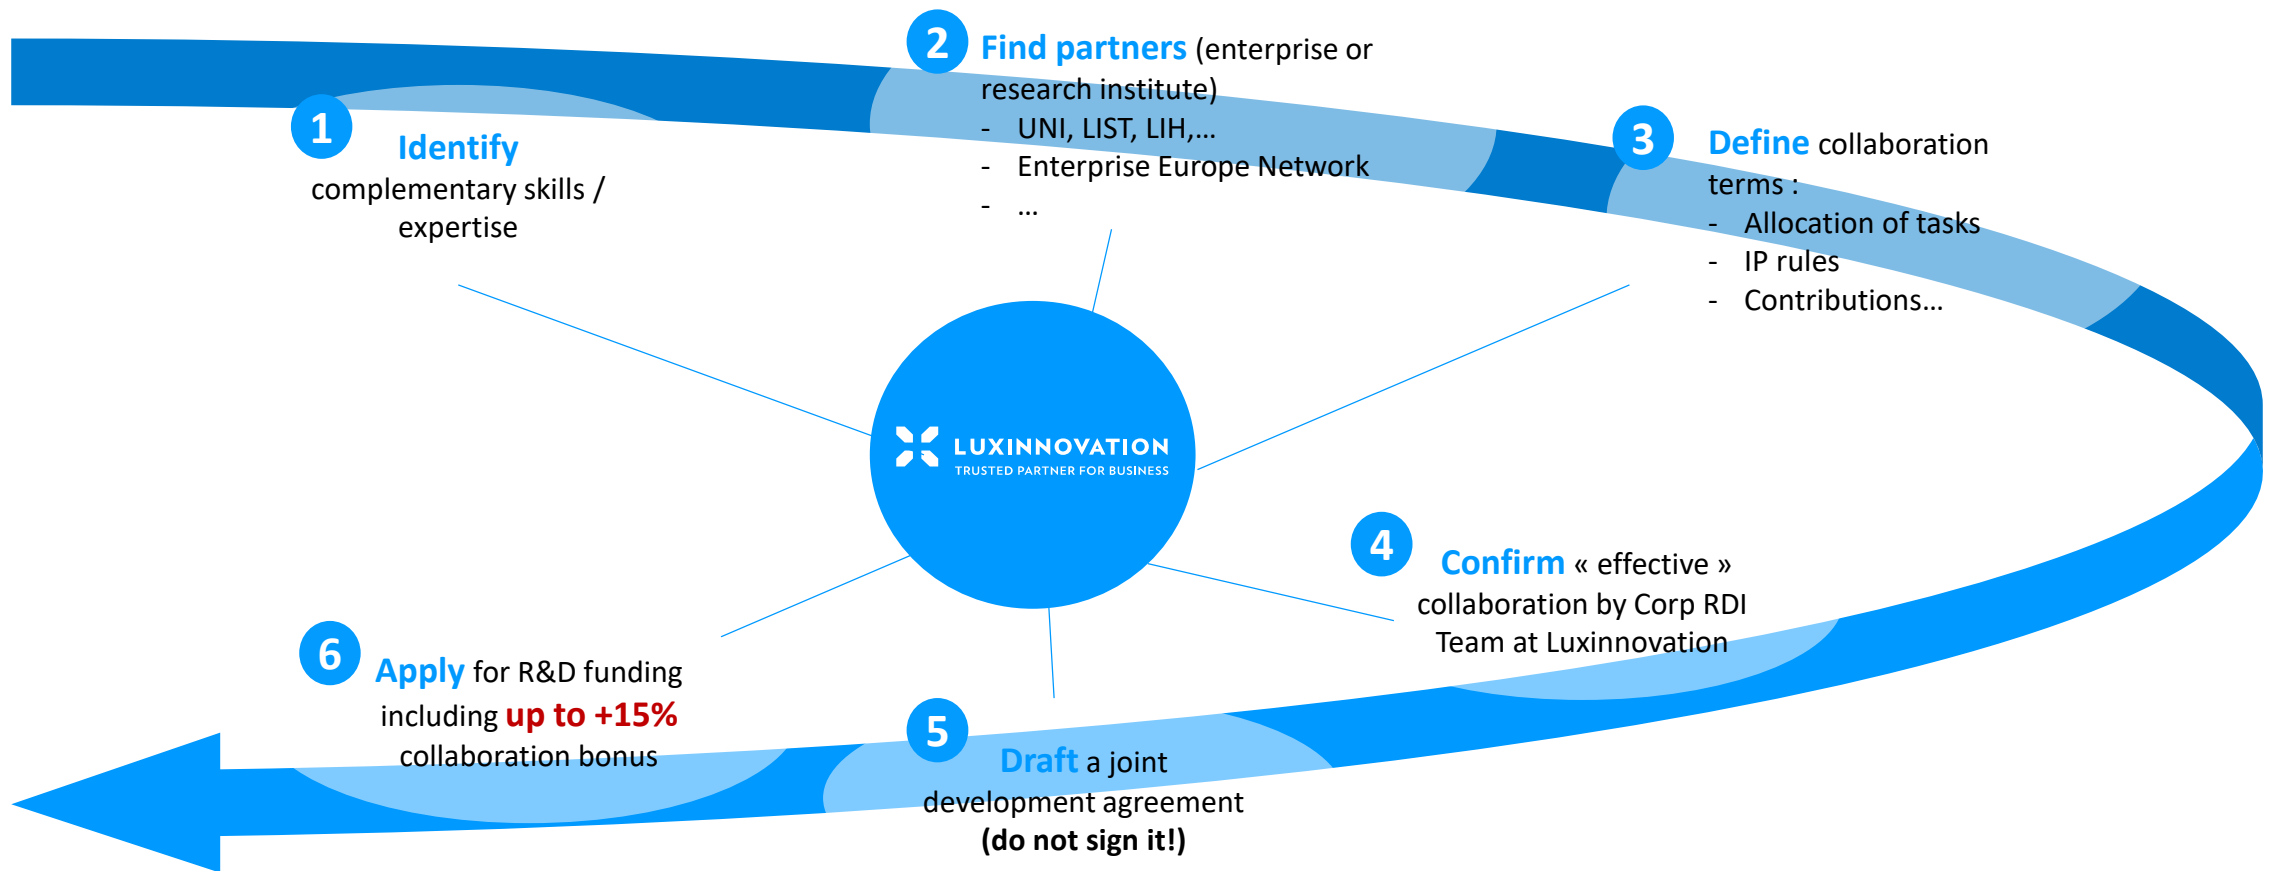 1
Identify
complementary skills /
expertise
2
Find partners (enterprise or
research institute)
- UNI, LIST, LIH,...
- Enterprise Europe Network
- ...
3
Define collaboration
terms :
- Allocation of tasks
- IP rules
- Contributions...
LUXINNOVATION
TRUSTED PARTNER FOR BUSINESS
4
Confirm « effective »
collaboration by Corp RDI
Team at Luxinnovation
5
Draft a joint
development agreement
(do not sign it!)
6
Apply for R&D funding
including up to +15%
collaboration bonus